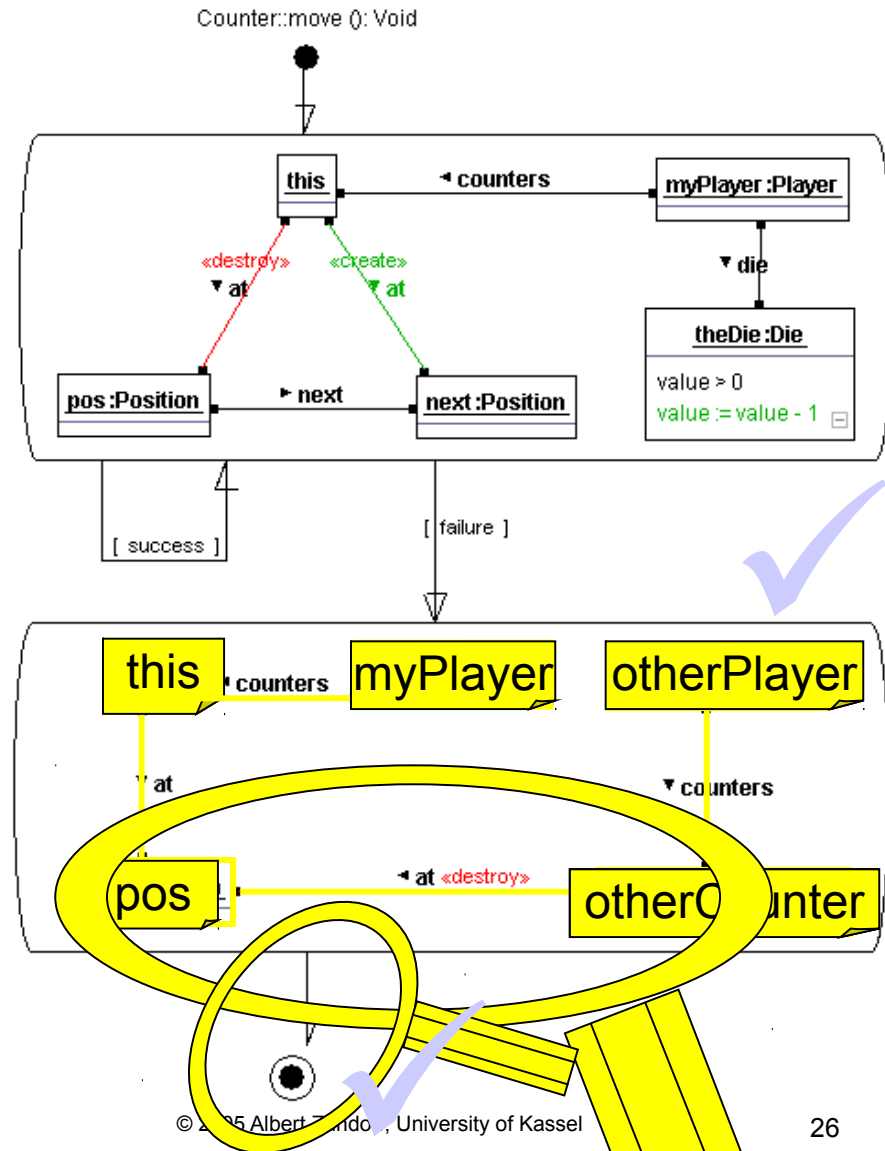 Counter::move (): Void
this
◄ counters
myPlayer :Player
«destroy»
«create»
▼ at
▼ at
▼ die
theDie :Die
value > 0
value := value - 1
pos :Position
► next
next :Position
[ success ]
[ failure ]
this
counters
myPlayer
otherPlayer
at
▼ counters
pos
◄ at «destroy»
© Albert University of Kassel
26